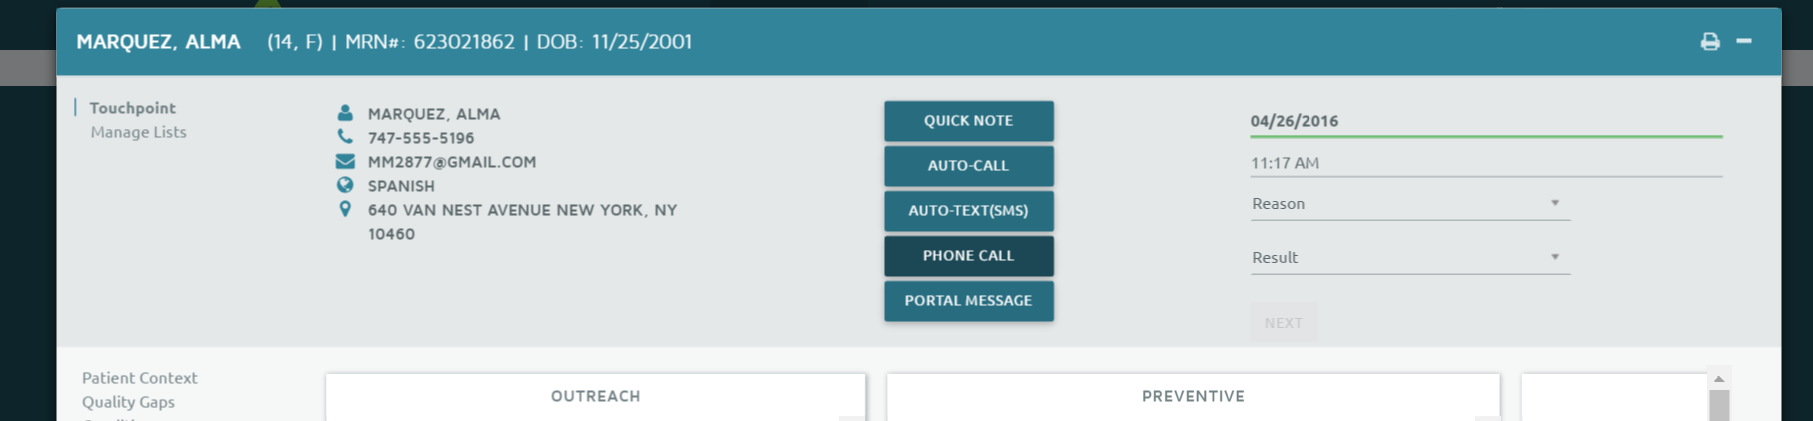 MARQUEZ, ALMA (14, F) | MRN#: 623021862 | DOB: 11/25/2001
Touchpoint
Manage Lists
MARQUEZ, ALMA
747-555-5196
MM2877@GMAIL.COM
SPANISH
640 VAN NEST AVENUE NEW YORK, NY
10460
QUICK NOTE
AUTO-CALL
AUTO-TEXT(SMS)
PHONE CALL
PORTAL MESSAGE
04/26/2016
11:17 AM
Reason
Result
NEXT
Patient Context
Quality Gaps
OUTREACH
PREVENTIVE